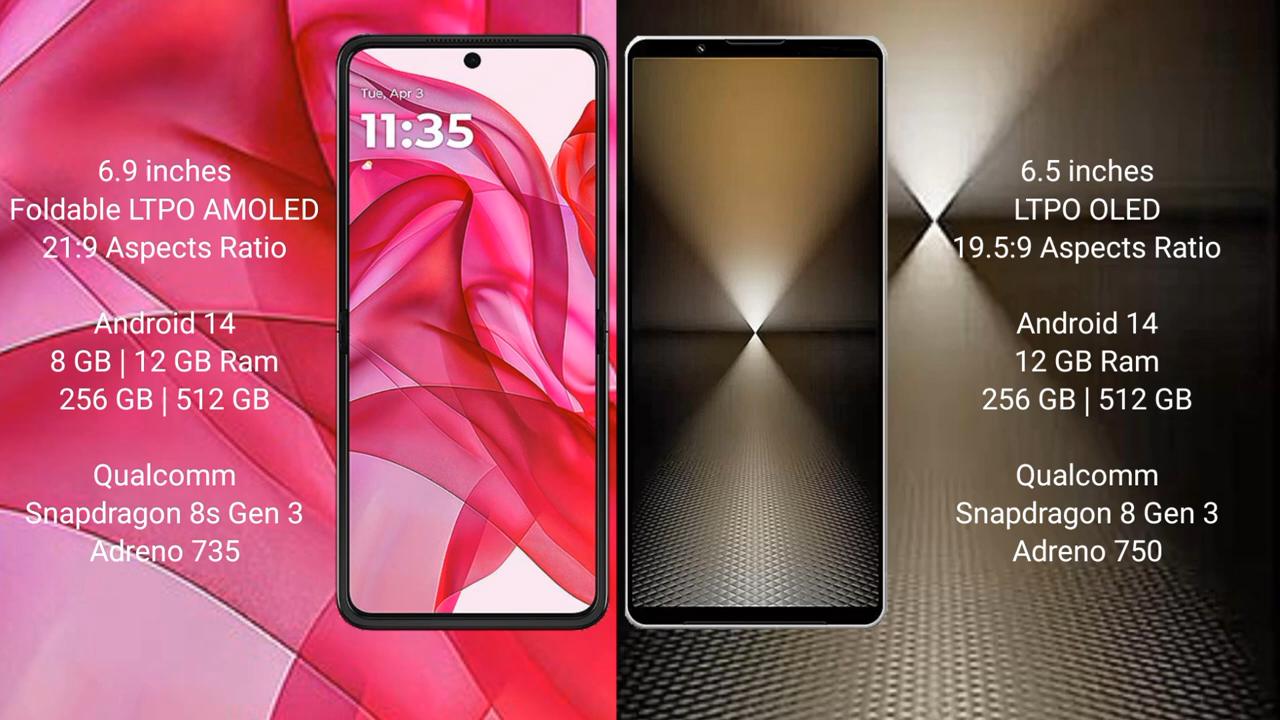 6.9 inches
Foldable LTPO AMOLED
21:9 Aspects Ratio
Android 14
8 GB | 12 GB Ram
256 GB | 512 GB
Qualcomm
Snapdragon 8s Gen 3
Adreno 735
Tue, Apr 3
11:35
6.5 inches
LTPO OLED
19.5:9 Aspects Ratio
Android 14
12 GB Ram
256 GB | 512 GB
Qualcomm
Snapdragon 8 Gen 3
Adreno 750